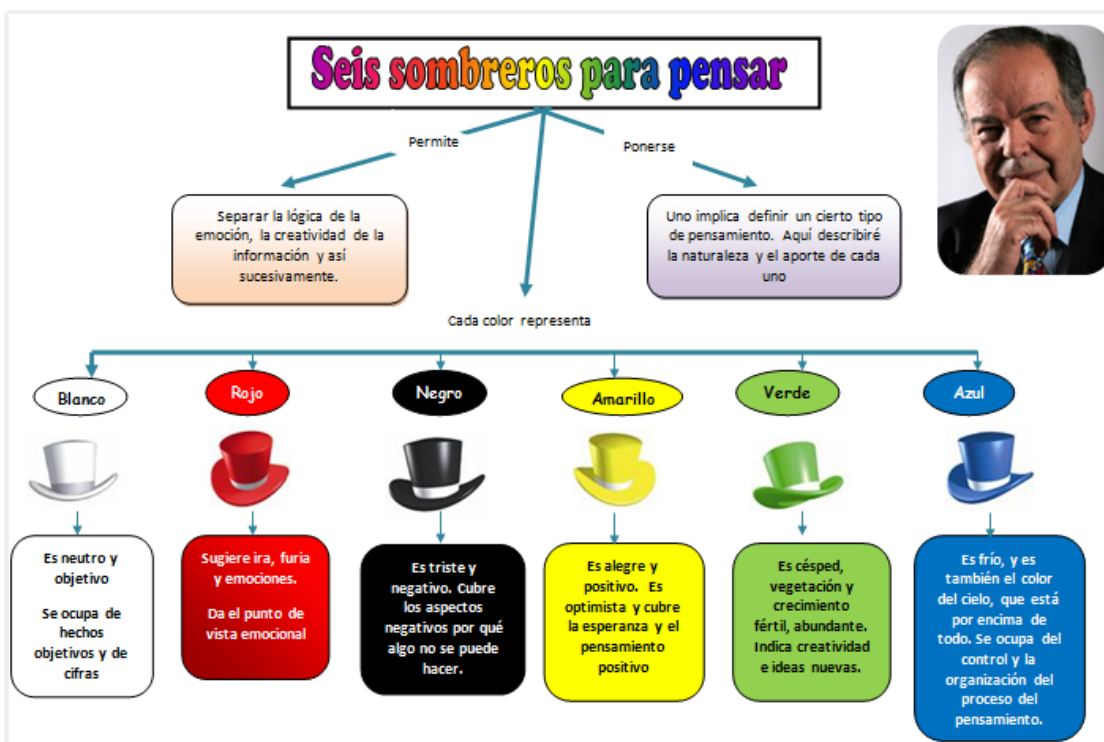 Seis sombreros para pensar
Permite
Ponerse
Separar la lógica de la
emoción, la creatividad de la
información y así
sucesivamente.
Uno implica definir un cierto tipo
de pensamiento. Aquí describiré
la naturaleza y el aporte de cada
uno
Cada color representa
Blanco
Rojo
Negro
Amarillo
Verde
Azul
Es neutro y
objetivo
Se ocupa de
hechos
objetivos y de
cifras
Sugiere ira, furia
y emociones.
Da el punto de
vista emocional
Es triste y
negativo. Cubre
los aspectos
negativos por qué
algo no se puede
hacer.
Es alegre y
positivo. Es
optimista y cubre
la esperanza y el
pensamiento
positivo
Es césped,
vegetación y
crecimiento
fértil, abundante.
Indica creatividad
e ideas nuevas.
Es frío, y es
también el color
del cielo, que está
por encima de
todo. Se ocupa del
control y la
organización del
proceso del
pensamiento.